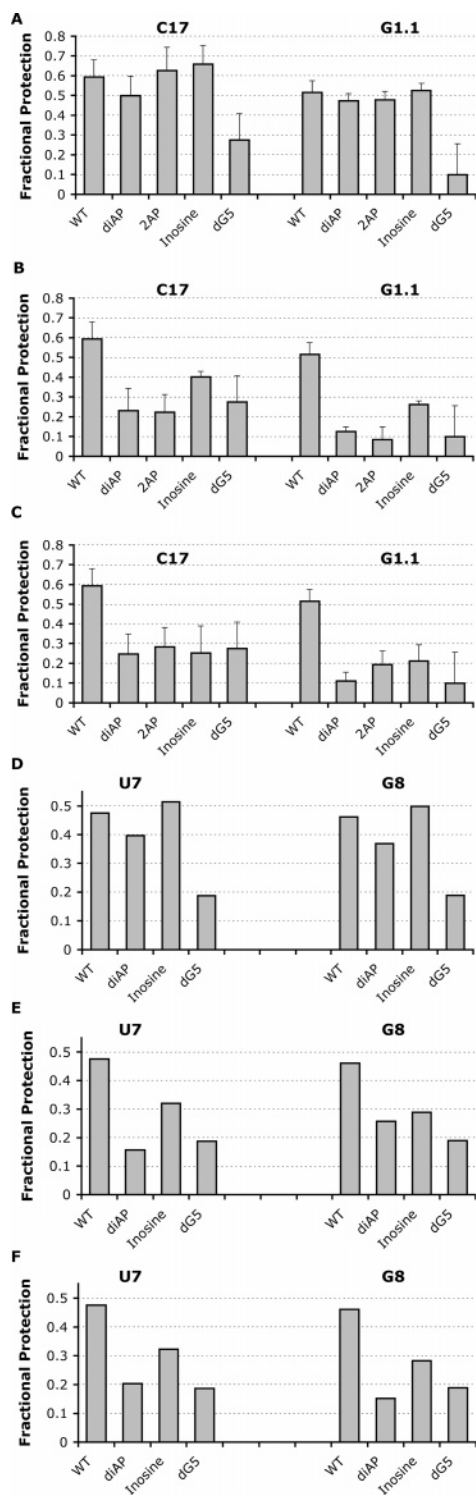 A
C17 G1.1
Fractional Protection
0.8
0.7
0.6
0.5
0.4
0.3
0.2
0.1
0
WT diAP 2AP Inosine dG5 WT diAP 2AP Inosine dG5
B
C17 G1.1
Fractional Protection
0.8
0.7
0.6
0.5
0.4
0.3
0.2
0.1
0
WT diAP 2AP Inosine dG5 WT diAP 2AP Inosine dG5
C
C17 G1.1
Fractional Protection
0.8
0.7
0.6
0.5
0.4
0.3
0.2
0.1
0
WT diAP 2AP Inosine dG5 WT diAP 2AP Inosine dG5
D
U7 G8
Fractional Protection
0.5
0.4
0.3
0.2
0.1
0
WT diAP Inosine dG5 WT diAP Inosine dG5
E
U7 G8
Fractional Protection
0.5
0.4
0.3
0.2
0.1
0
WT diAP Inosine dG5 WT diAP Inosine dG5
F
U7 G8
Fractional Protection
0.5
0.4
0.3
0.2
0.1
0
WT diAP Inosine dG5 WT diAP Inosine dG5